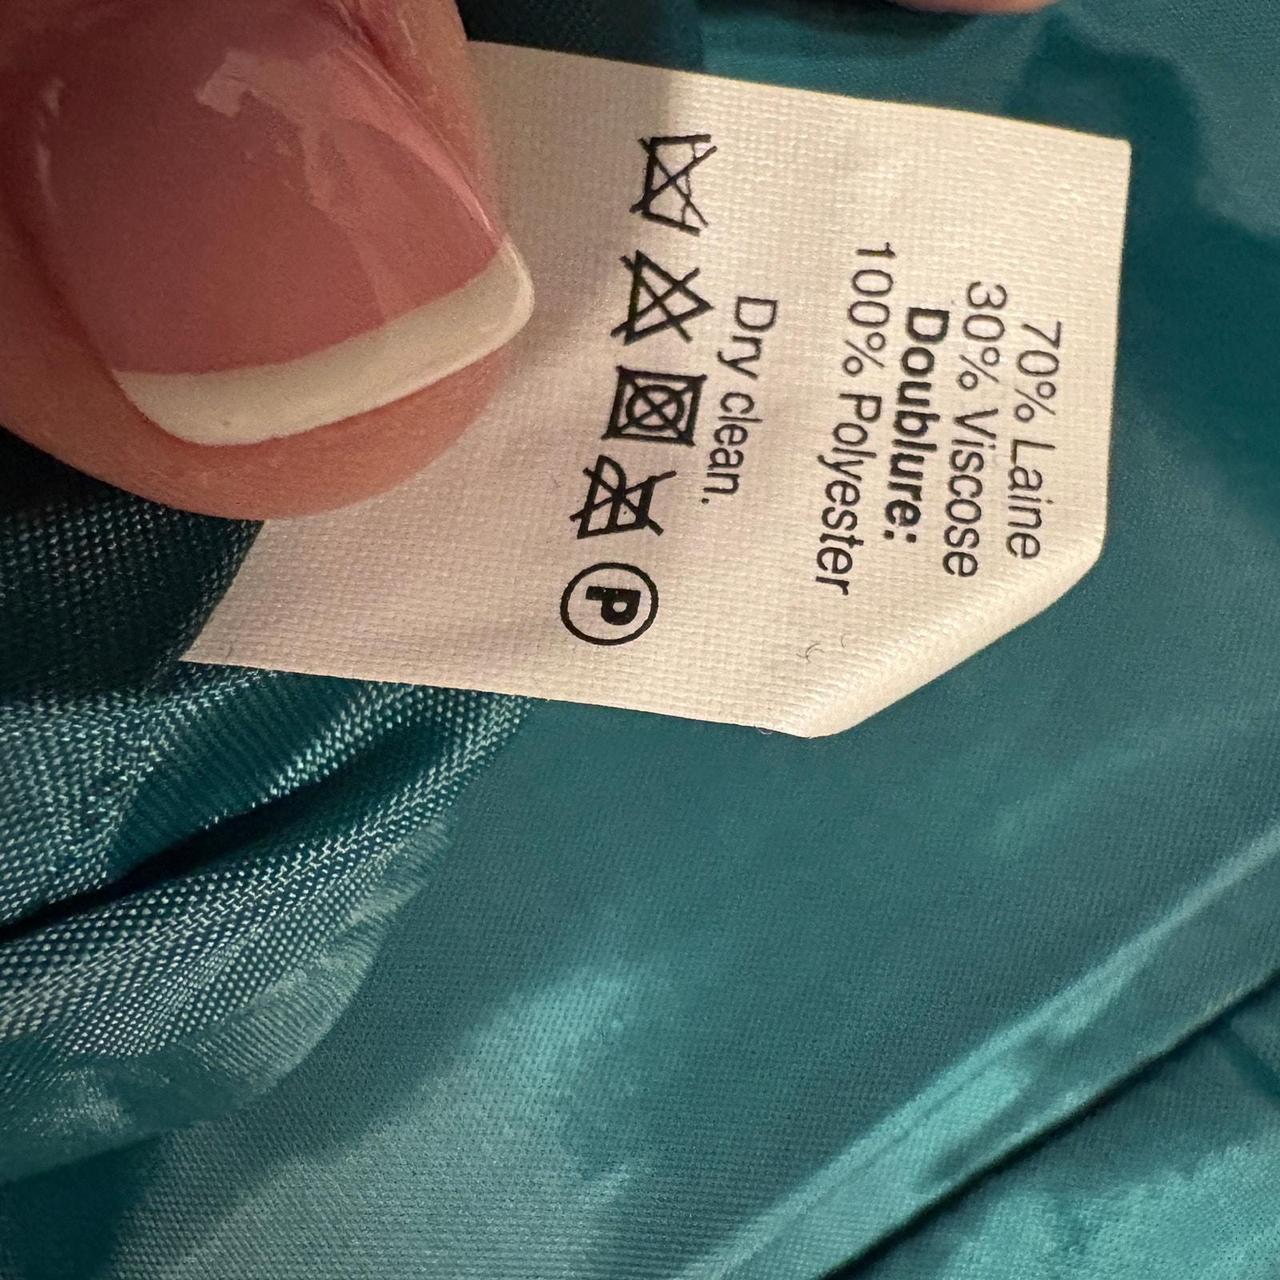 70% Laine
30% Viscose
Doublure:
100% Polyester
Dry clean.
P